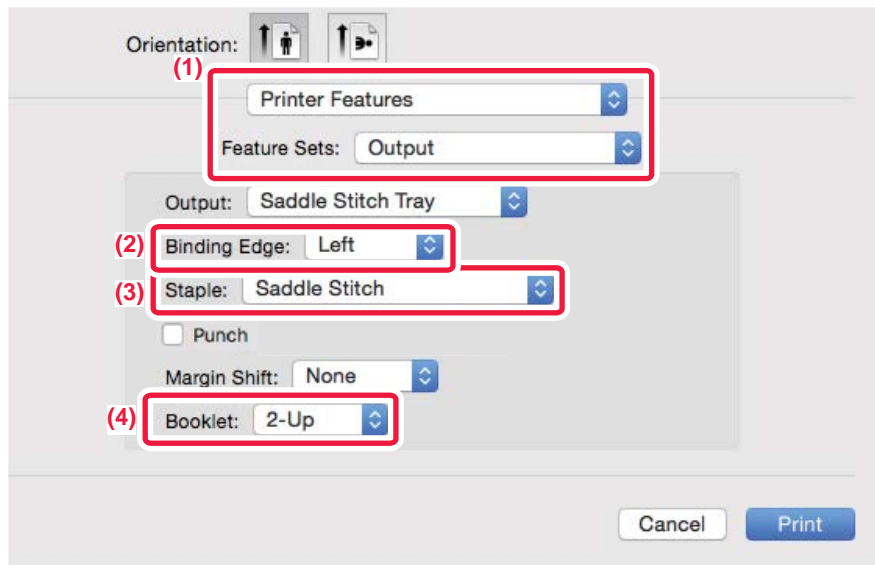 Orientation:
(1)
Printer Features
Feature Sets: Output
Output: Saddle Stitch Tray
(2) Binding Edge: Left
(3) Staple: Saddle Stitch
Punch
Margin Shift: None
(4) Booklet: 2-Up
Cancel Print